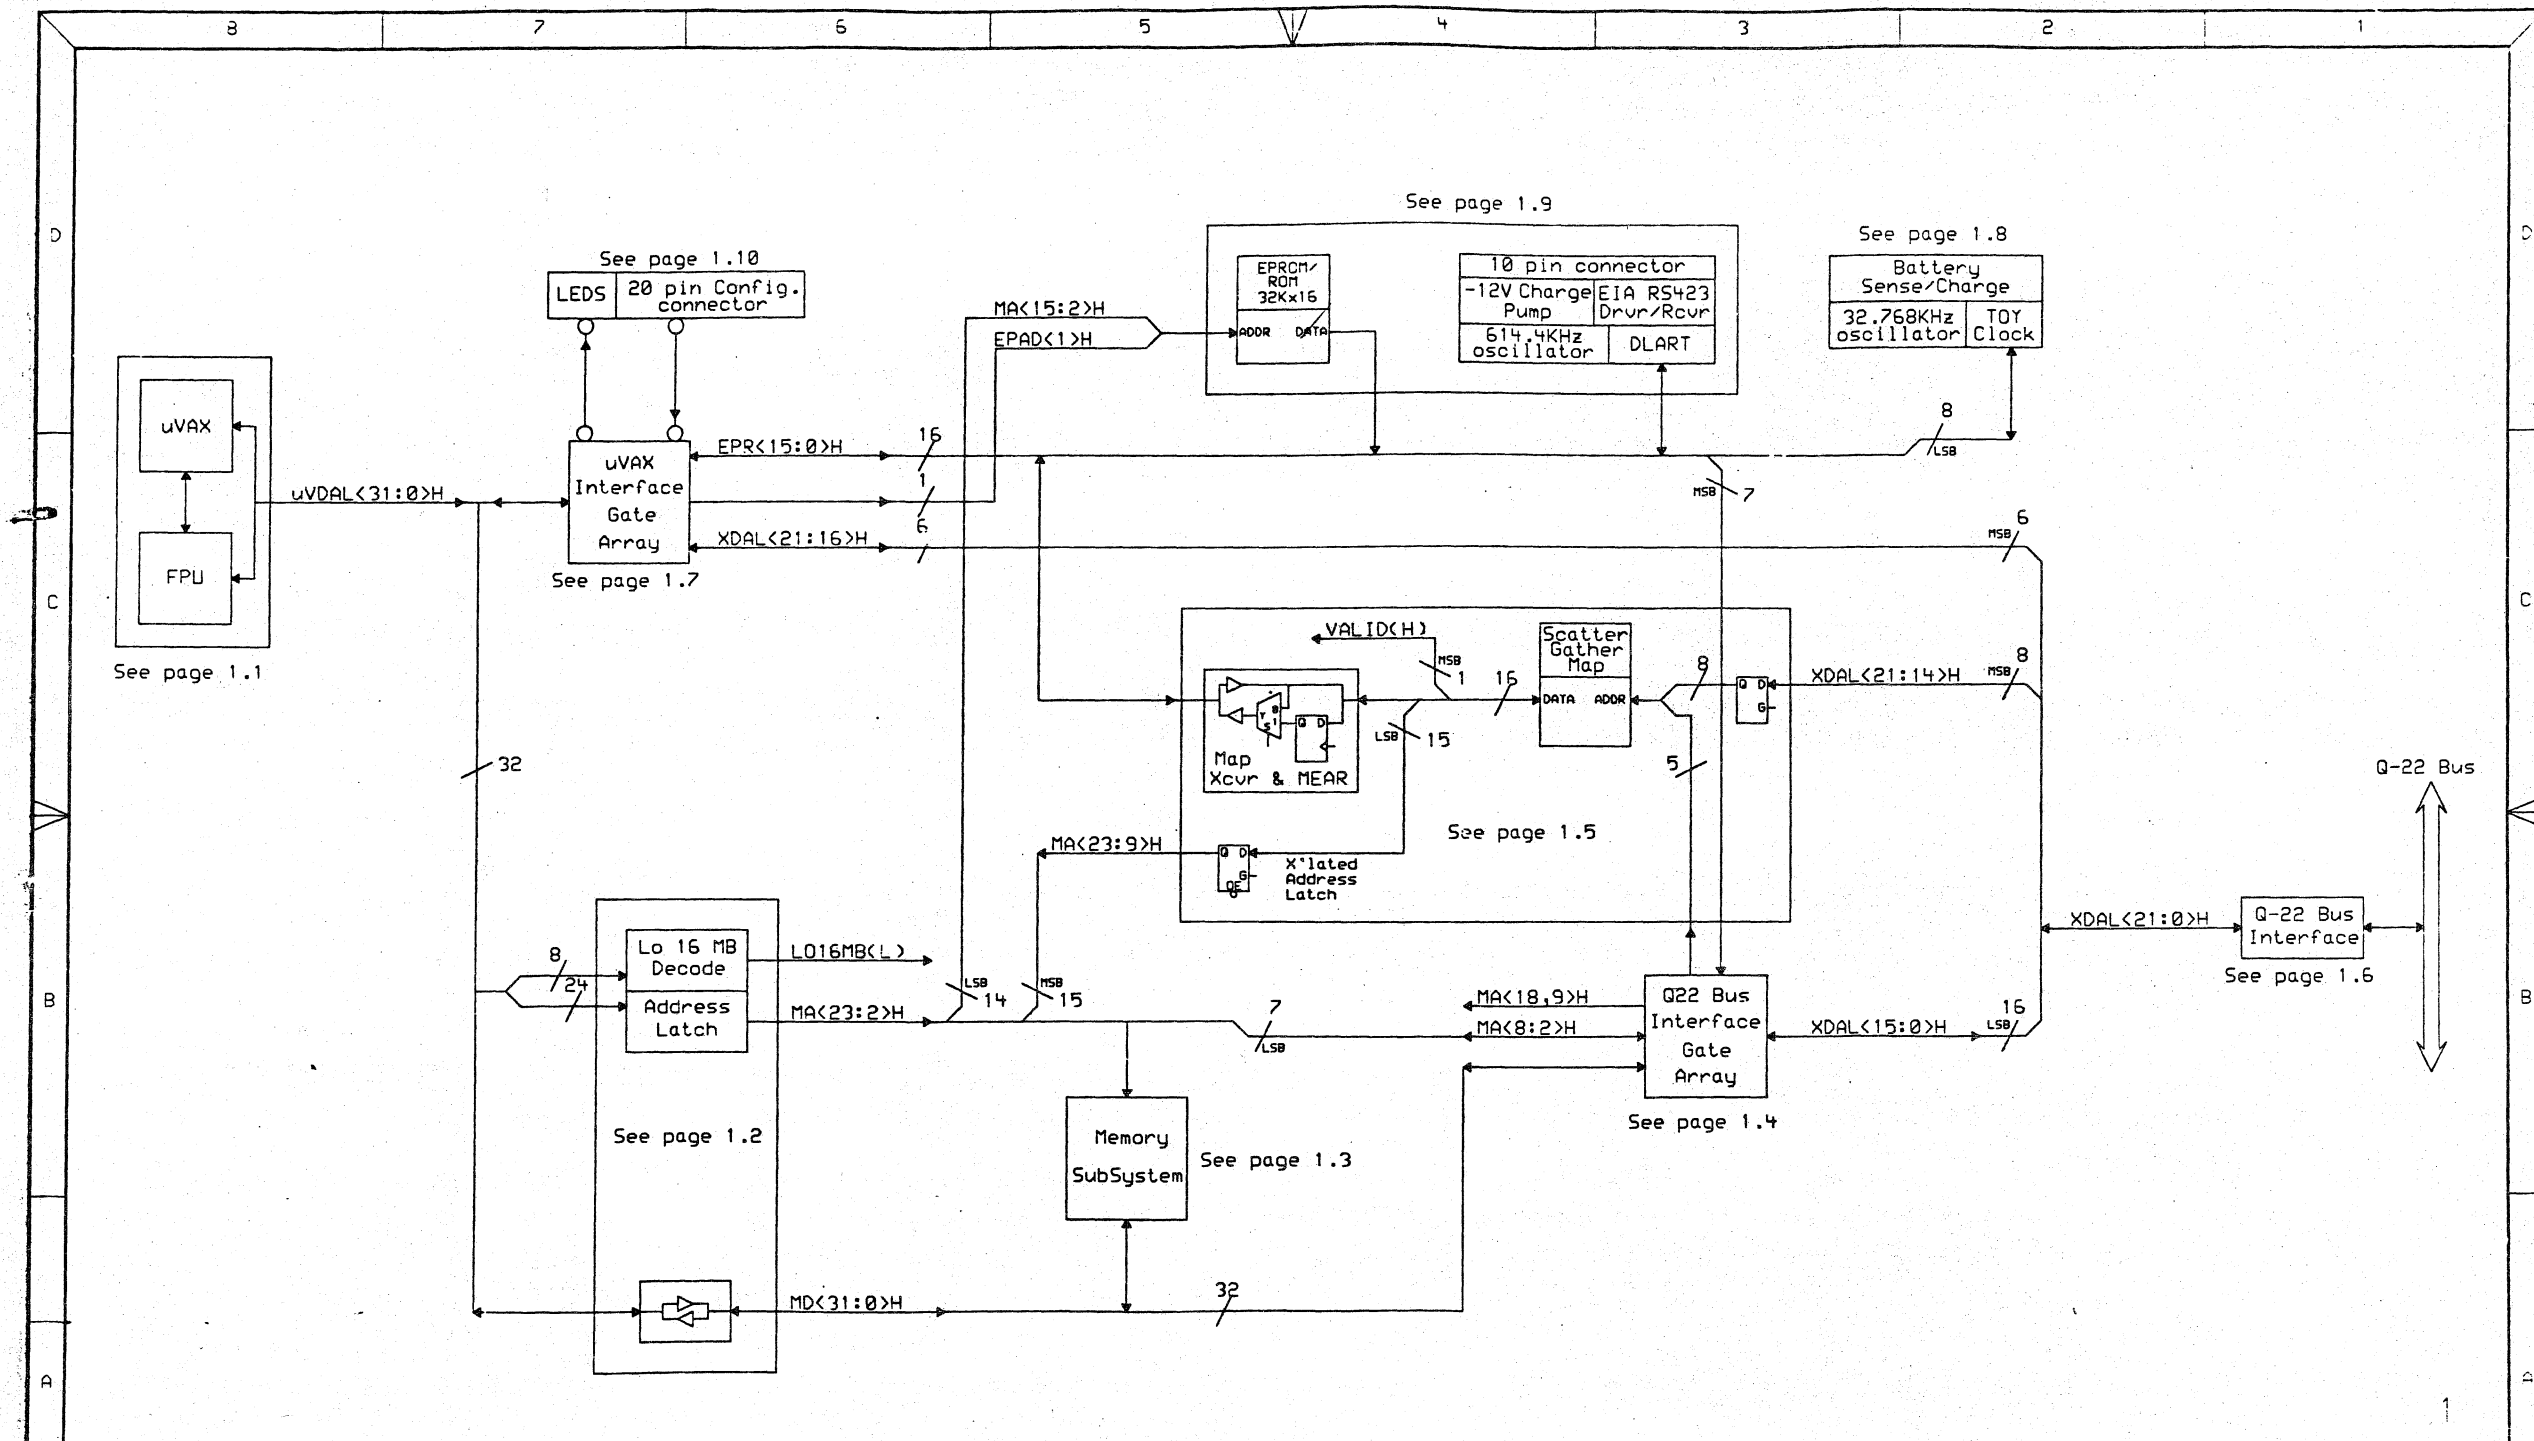 8 7 6 5 4 3 2 1
D
D
C
C
B
B
A
A
See page 1.10
LEDS
20 pin Config.
connector
See page 1.9
EPROM/
ROM
32Kx16
ADDR DATA
10 pin connector
-12V Charge
Pump
EIA RS423
Drvr/Rcvr
614.4KHz
oscillator
DLART
See page 1.8
Battery
Sense/Charge
32.768KHz
oscillator
TOY
Clock
MA<15:2>H
EPAD<1>H
uVAX
FPU
See page 1.1
uVDAL<31:0>H
uVAX
Interface
Gate
Array
See page 1.7
EPR<15:0>H
16
1
6
XDAL<21:16>H
8
LSB
MSB
7
6
MSB
VALID(H)
MSB
1
16
LSB
15
Map
Xcvr & MEAR
Y
0
S 1
Q D
Scatter
Gather
Map
DATA ADDR
8
5
Q D
G
XDAL<21:14>H
MSB
8
See page 1.5
MA<23:9>H
Q D
G
OE
X'lated
Address
Latch
32
8
24
Lo 16 MB
Decode
Address
Latch
LO16MB(L)
MA<23:2>H
LSB
14
MSB
15
7
LSB
See page 1.2
Memory
SubSystem
See page 1.3
MD<31:0>H
32
MA<18,9>H
MA<8:2>H
Q22 Bus
Interface
Gate
Array
See page 1.4
XDAL<15:0>H
16
LSB
XDAL<21:0>H
Q-22 Bus
Interface
See page 1.6
Q-22 Bus
1